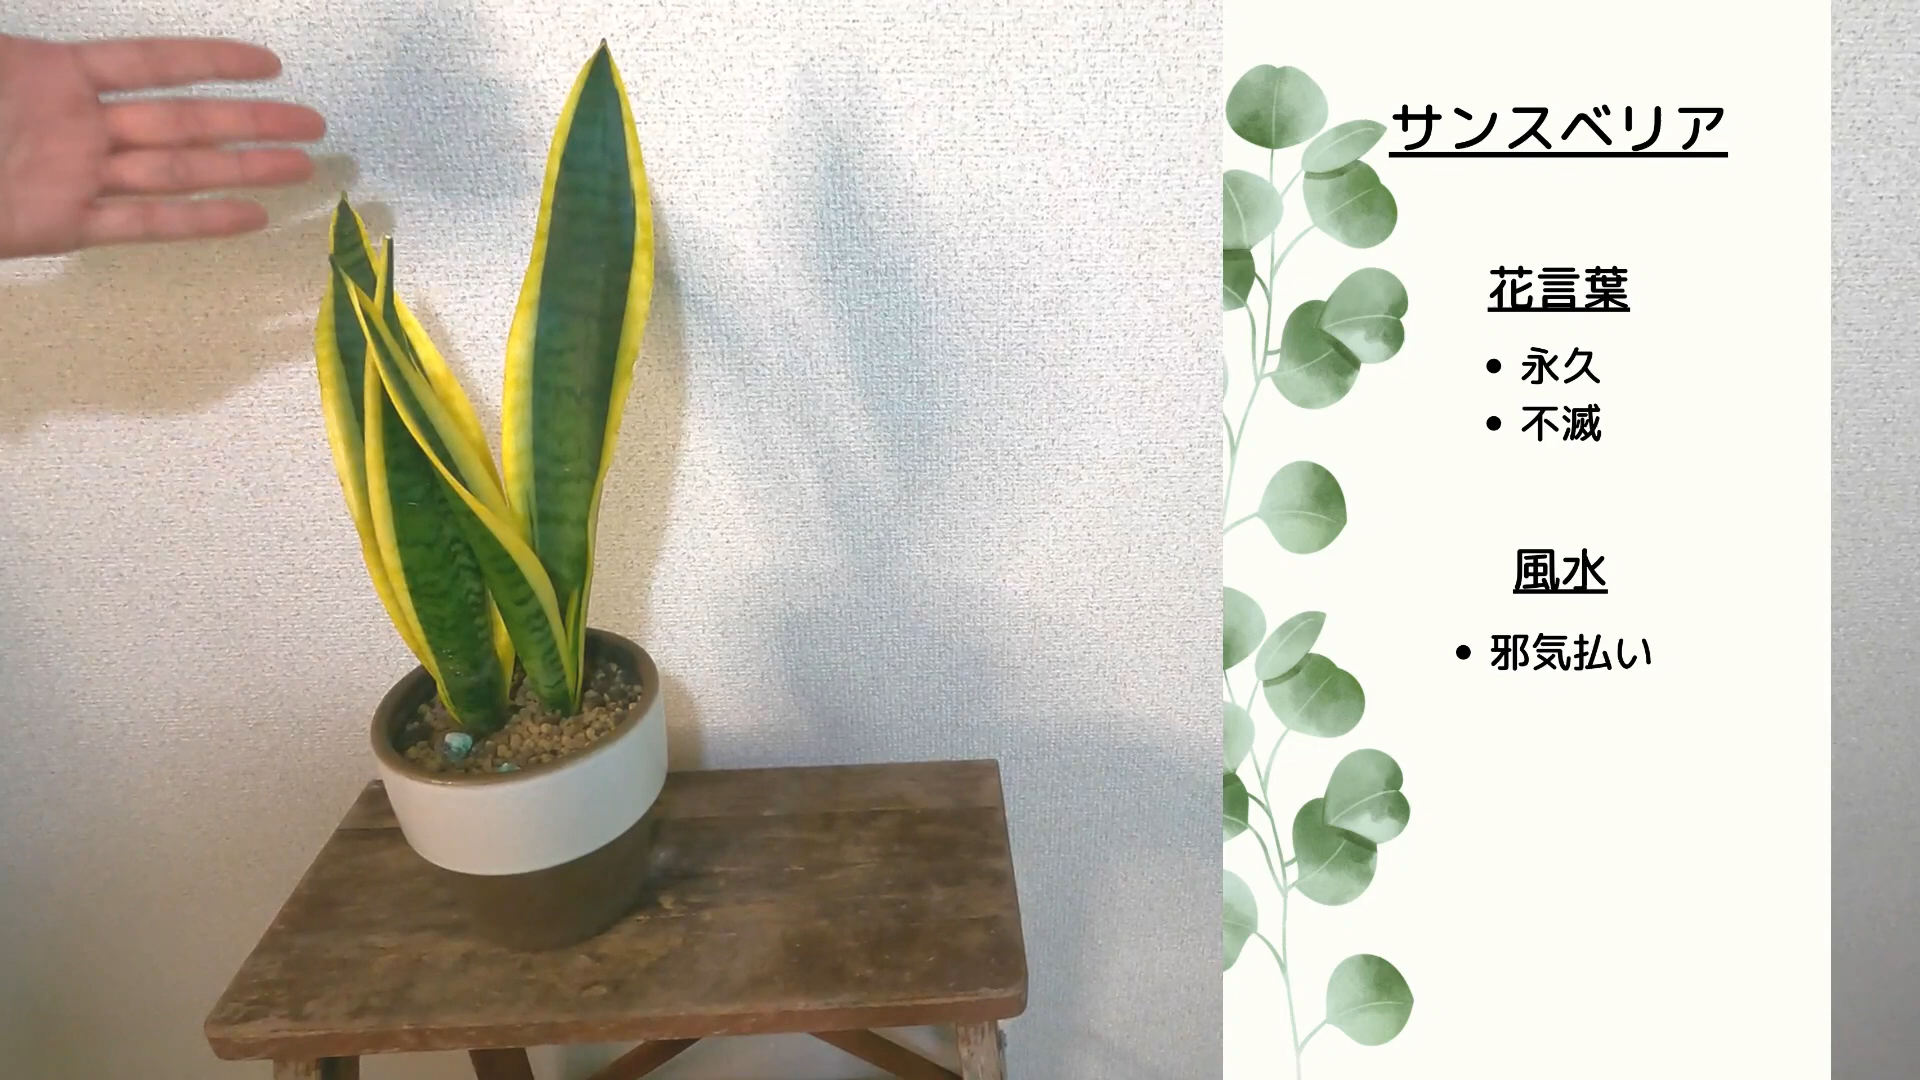 サンスベリア
花言葉
• 永久
• 不滅
風水
• 邪気払い